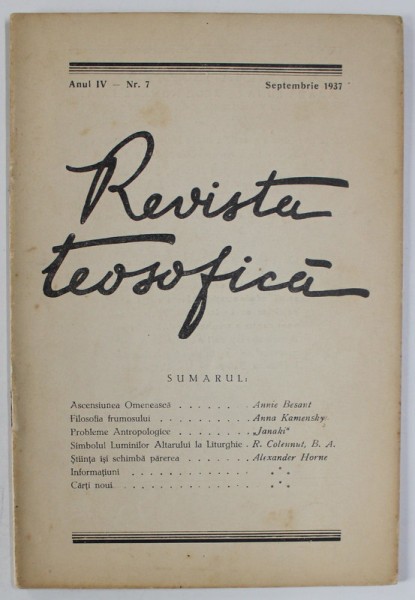 Anul IV — Nr. 7 Septembrie 1937
Revista
teosofică
SUMARUL:
Ascensiunea Omenească . . . . . . . Annie Besant
Filosofia frumosului . . . . . . . . Anna Kamensky
Probleme Antropologice . . . . . . . „Janaki"
Simbolul Luminilor Altarului la Liturghie . R. Coleunut, B. A.
Știința își schimbă părerea . . . . . . . Alexander Horne
Informațiuni . . . . . . . . . . . * * *
Cărți noui . . . . . . . . . . . . * * *